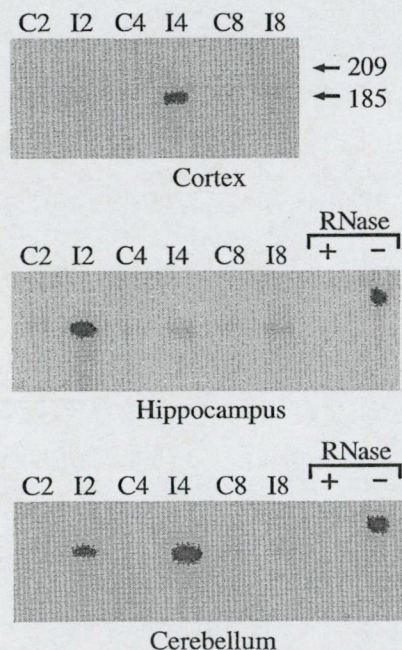 C2 I2 C4 I4 C8 I8
← 209
← 185
Cortex
RNase
C2 I2 C4 I4 C8 I8 + −
Hippocampus
RNase
C2 I2 C4 I4 C8 I8 + −
Cerebellum